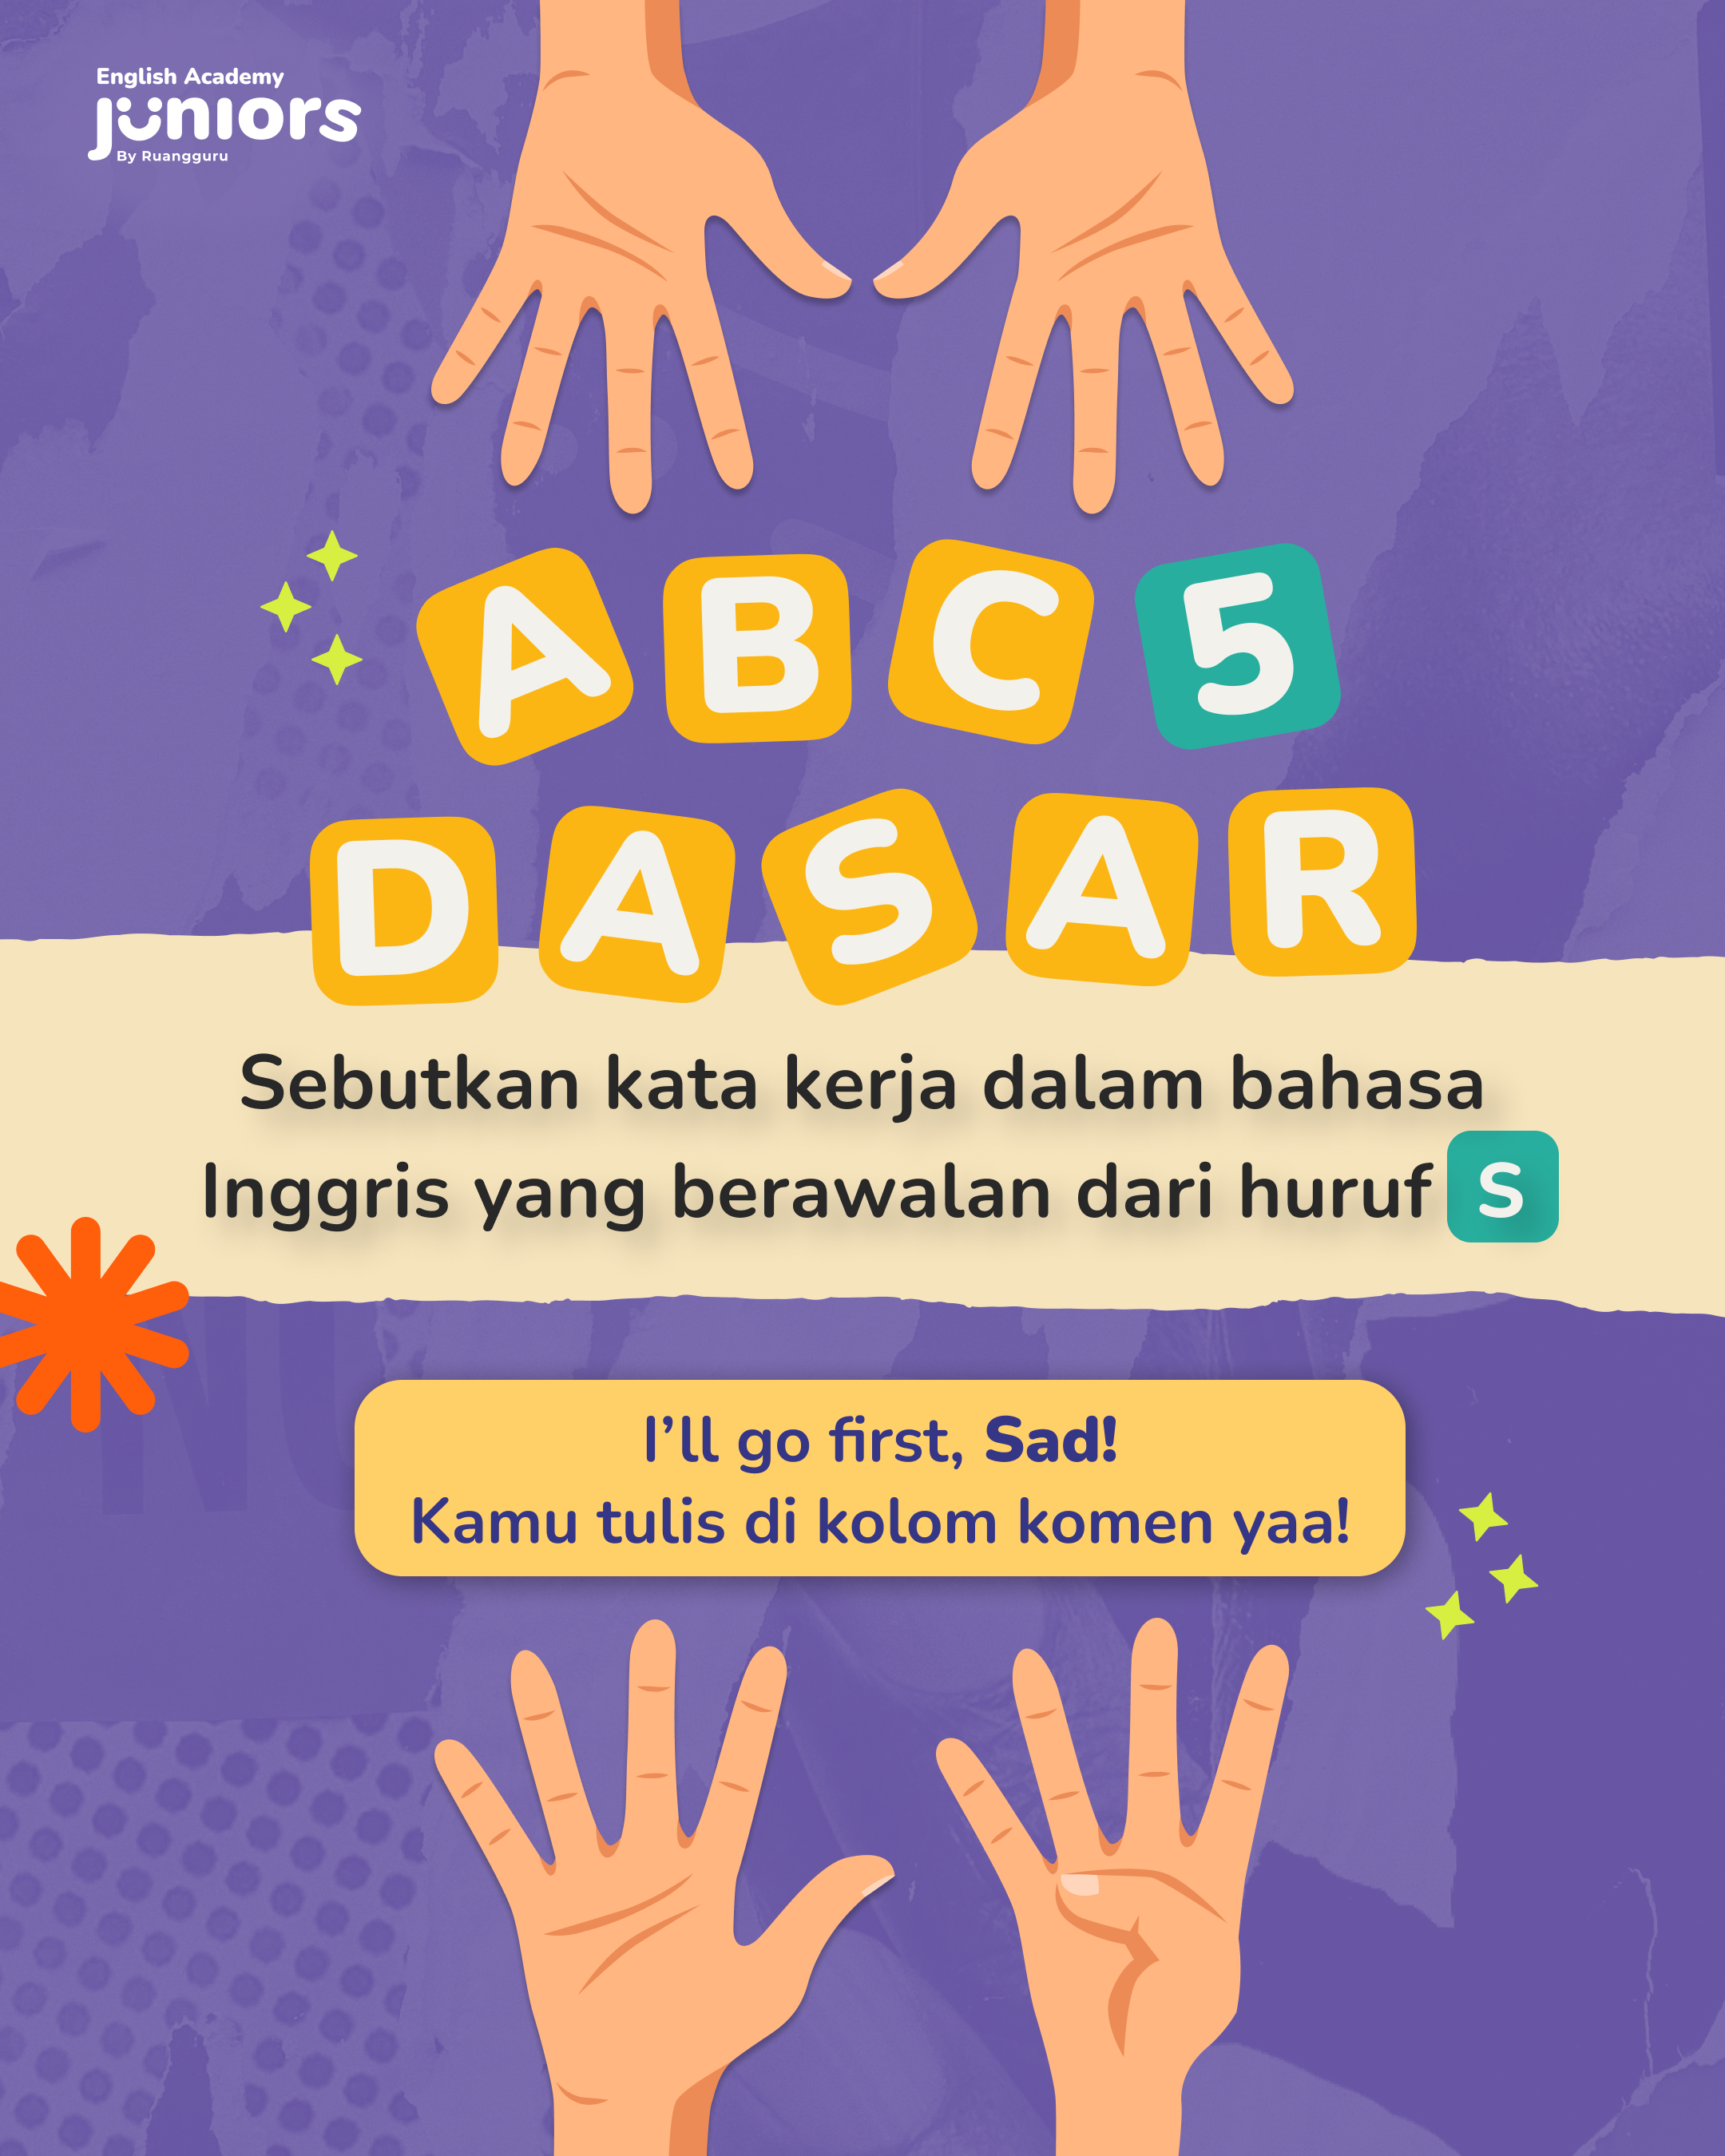 English Academy
juniors
By Ruangguru
ABC 5
DASAR
Sebutkan kata kerja dalam bahasa
Inggris yang berawalan dari huruf S
I'll go first, Sad!
Kamu tulis di kolom komen yaa!